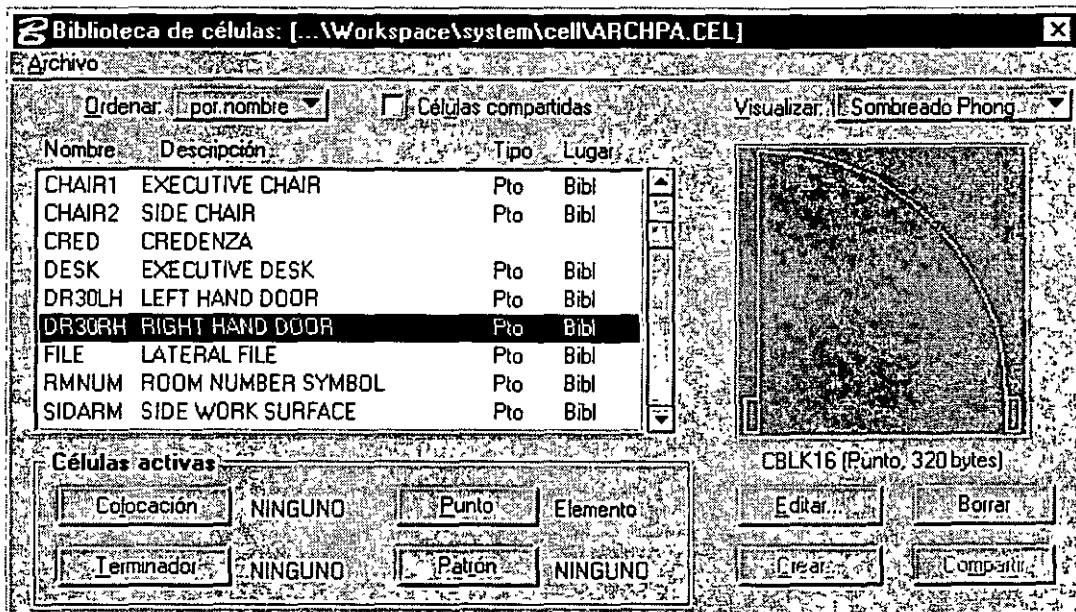 Biblioteca de células: [...\Workspace\system\cell\ARCHPA.CEL]
Archivo
Ordenar: por nombre Células compartidas Visualizar: Sombreado Phong
Nombre Descripción Tipo Lugar
CHAIR1 EXECUTIVE CHAIR Pto Bibl
CHAIR2 SIDE CHAIR Pto Bibl
CRED CREDENZA
DESK EXECUTIVE DESK Pto Bibl
DR30LH LEFT HAND DOOR Pto Bibl
DR30RH RIGHT HAND DOOR Pto Bibl
FILE LATERAL FILE Pto Bibl
RMNUM ROOM NUMBER SYMBOL Pto Bibl
SIDARM SIDE WORK SURFACE Pto Bibl
CBLK16 (Punto, 320 bytes)
Células activas
Colocación NINGUNO Punto Elemento Editar... Borrar
Terminador NINGUNO Patrón NINGUNO Crear... Compartir